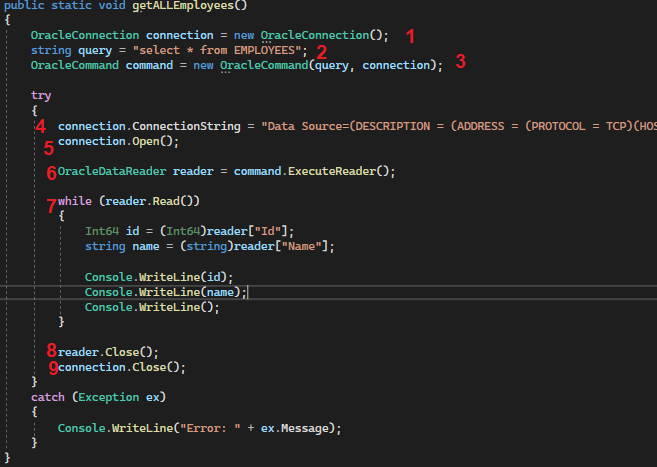 public static void getALLEmployees()
{
OracleConnection connection = new OracleConnection(); 1
string query = "select * from EMPLOYEES"; 2
OracleCommand command = new OracleCommand(query, connection); 3
try
{
4 connection.ConnectionString = "Data Source=(DESCRIPTION = (ADDRESS = (PROTOCOL = TCP)(HOS
5 connection.Open();
6 OracleDataReader reader = command.ExecuteReader();
7 while (reader.Read())
{
Int64 id = (Int64)reader["Id"];
string name = (string)reader["Name"];
Console.WriteLine(id);
Console.WriteLine(name);
Console.WriteLine();
}
8 reader.Close();
9 connection.Close();
}
catch (Exception ex)
{
Console.WriteLine("Error: " + ex.Message);
}
}